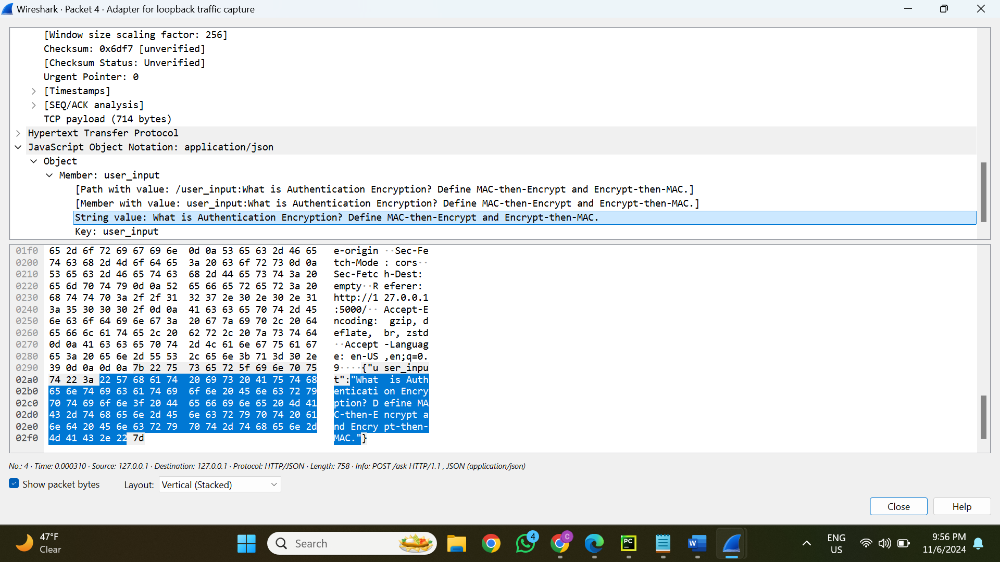 Wireshark · Packet 4 · Adapter for loopback traffic capture
[Window size scaling factor: 256]
Checksum: 0x6df7 [unverified]
[Checksum Status: Unverified]
Urgent Pointer: 0
[Timestamps]
[SEQ/ACK analysis]
TCP payload (714 bytes)
Hypertext Transfer Protocol
JavaScript Object Notation: application/json
Object
Member: user_input
[Path with value: /user_input:What is Authentication Encryption? Define MAC-then-Encrypt and Encrypt-then-MAC.]
[Member with value: user_input:What is Authentication Encryption? Define MAC-then-Encrypt and Encrypt-then-MAC.]
String value: What is Authentication Encryption? Define MAC-then-Encrypt and Encrypt-then-MAC.
Key: user_input
01f0 65 2d 6f 72 69 67 69 6e 0d 0a 53 65 63 2d 46 65 e-origin ··Sec-Fe
0200 74 63 68 2d 4d 6f 64 65 3a 20 63 6f 72 73 0d 0a tch-Mode : cors··
0210 53 65 63 2d 46 65 74 63 68 2d 44 65 73 74 3a 20 Sec-Fetc h-Dest:
0220 65 6d 70 74 79 0d 0a 52 65 66 65 72 65 72 3a 20 empty··R eferer:
0230 68 74 74 70 3a 2f 2f 31 32 37 2e 30 2e 30 2e 31 http://1 27.0.0.1
0240 3a 35 30 30 30 2f 0d 0a 41 63 63 65 70 74 2d 45 :5000/·· Accept-E
0250 6e 63 6f 64 69 6e 67 3a 20 67 7a 69 70 2c 20 64 ncoding: gzip, d
0260 65 66 6c 61 74 65 2c 20 62 72 2c 20 7a 73 74 64 eflate, br, zstd
0270 0d 0a 41 63 63 65 70 74 2d 4c 61 6e 67 75 61 67 ··Accept -Languag
0280 65 3a 20 65 6e 2d 55 53 2c 65 6e 3b 71 3d 30 2e e: en-US ,en;q=0.
0290 39 0d 0a 0d 0a 7b 22 75 73 65 72 5f 69 6e 70 75 9····{"u ser_inpu
02a0 74 22 3a 22 57 68 61 74 20 69 73 20 41 75 74 68 t":"What is Auth
02b0 65 6e 74 69 63 61 74 69 6f 6e 20 45 6e 63 72 79 enticati on Encry
02c0 70 74 69 6f 6e 3f 20 44 65 66 69 6e 65 20 4d 41 ption? D efine MA
02d0 43 2d 74 68 65 6e 2d 45 6e 63 72 79 70 74 20 61 C-then-E ncrypt a
02e0 6e 64 20 45 6e 63 72 79 70 74 2d 74 68 65 6e 2d nd Encry pt-then-
02f0 4d 41 43 2e 22 7d MAC."}
No.: 4 · Time: 0.000310 · Source: 127.0.0.1 · Destination: 127.0.0.1 · Protocol: HTTP/JSON · Length: 758 · Info: POST /ask HTTP/1.1 , JSON (application/json)
Show packet bytes Layout: Vertical (Stacked)
Close Help
47°F
Clear
Search
4
C
PC
W
ENG
US
9:56 PM
11/6/2024